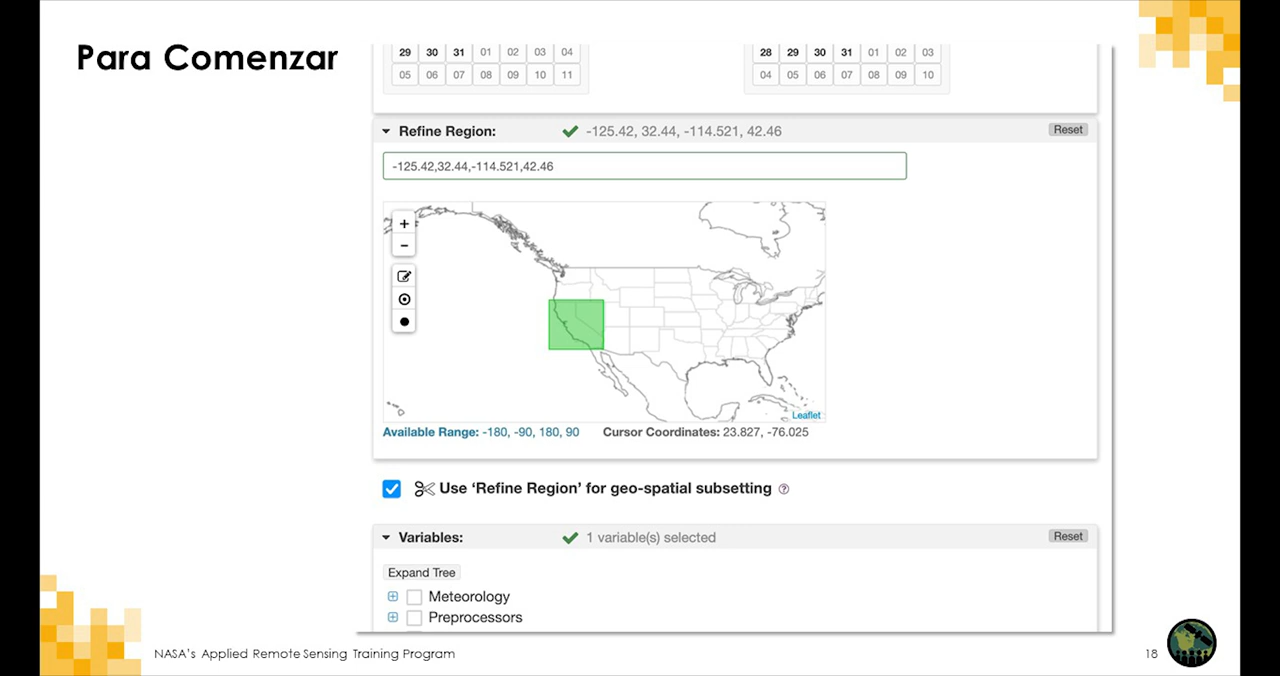 Para Comenzar
29 30 31 01 02 03 04
05 06 07 08 09 10 11
28 29 30 31 01 02 03
04 05 06 07 08 09 10
Refine Region: -125.42, 32.44, -114.521, 42.46 Reset
-125.42,32.44,-114.521,42.46
+
−
Leaflet
Available Range: -180, -90, 180, 90 Cursor Coordinates: 23.827, -76.025
Use ‘Refine Region’ for geo-spatial subsetting ?
Variables: 1 variable(s) selected Reset
Expand Tree
Meteorology
Preprocessors
NASA’s Applied Remote Sensing Training Program 18